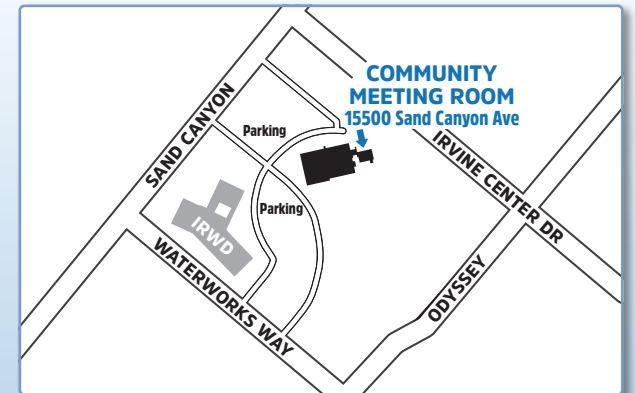 COMMUNITY
MEETING ROOM
15500 Sand Canyon Ave
SAND CANYON
Parking
IRVINE CENTER DR
Parking
IRWD
WATERWORKS WAY
ODYSSEY